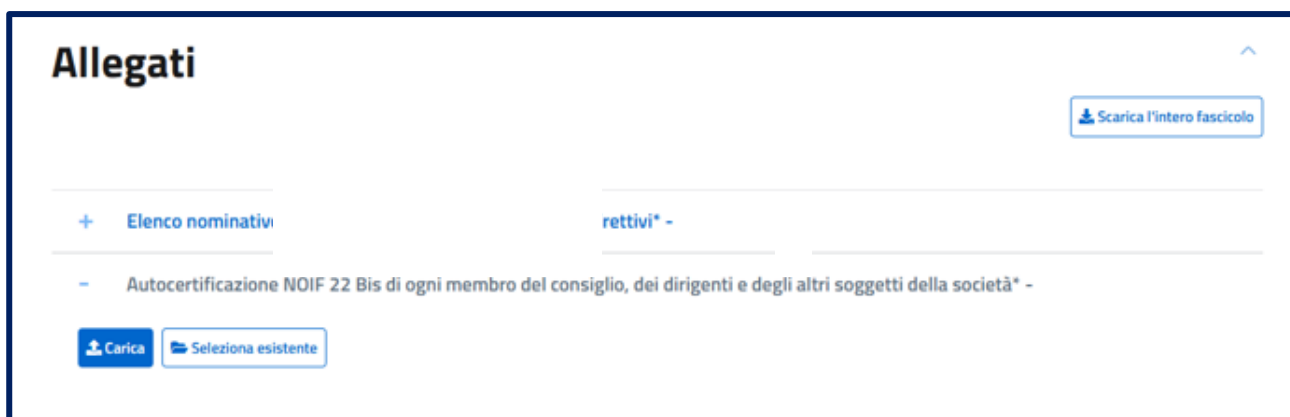 Allegati
Scarica l'intero fascicolo
+ Elenco rettivi* -
- Autocertificazione NOIF 22 Bis di ogni membro del consiglio, dei dirigenti e degli altri soggetti della società* -
Carica Seleziona esistente